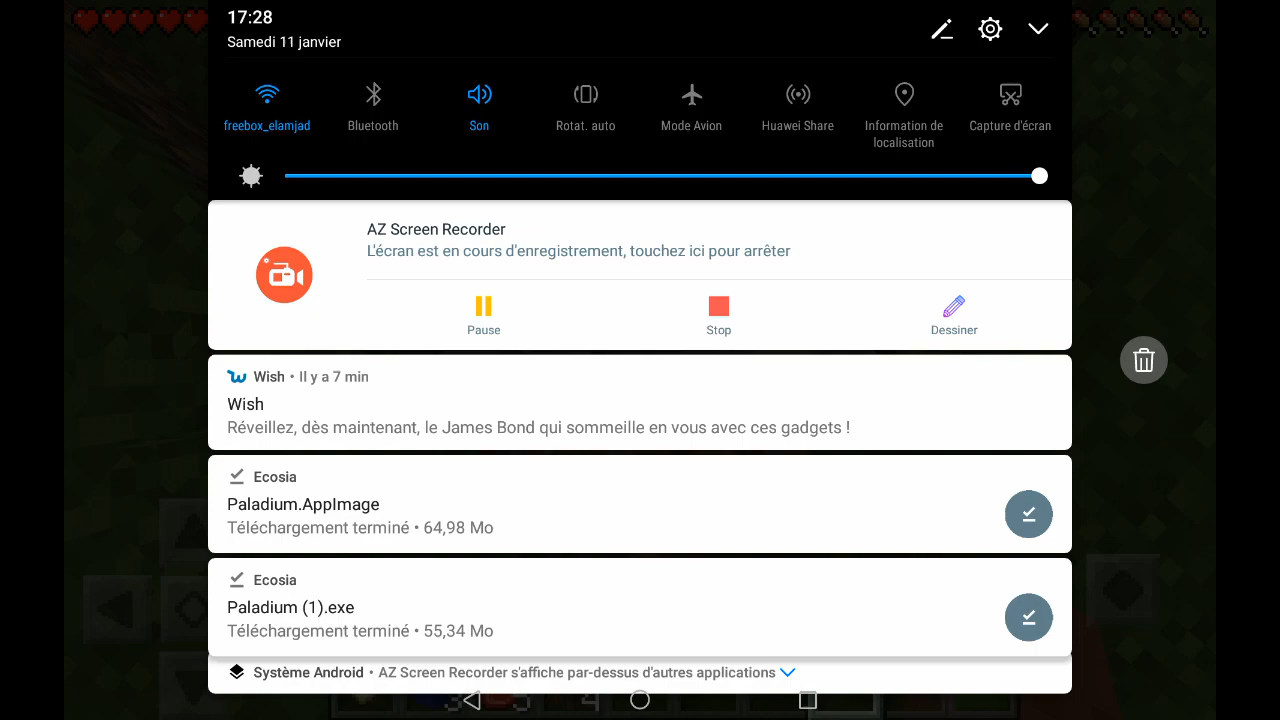 17:28
Samedi 11 janvier
freebox_elamjad
Bluetooth
Son
Rotat. auto
Mode Avion
Huawei Share
Information de
localisation
Capture d'écran
AZ Screen Recorder
L'écran est en cours d'enregistrement, touchez ici pour arrêter
Pause
Stop
Dessiner
Wish • Il y a 7 min
Wish
Réveillez, dès maintenant, le James Bond qui sommeille en vous avec ces gadgets !
Ecosia
Paladium.AppImage
Téléchargement terminé • 64,98 Mo
Ecosia
Paladium (1).exe
Téléchargement terminé • 55,34 Mo
Système Android • AZ Screen Recorder s'affiche par-dessus d'autres applications